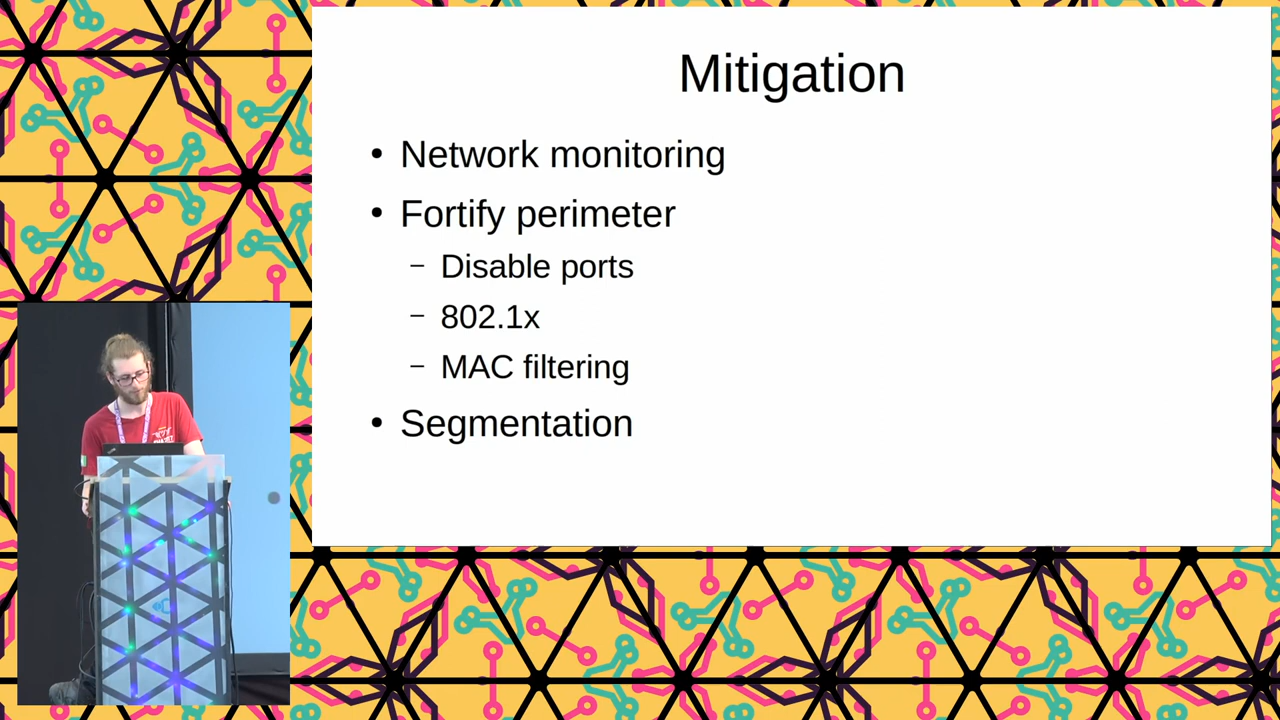 Mitigation
• Network monitoring
• Fortify perimeter
– Disable ports
– 802.1x
– MAC filtering
• Segmentation